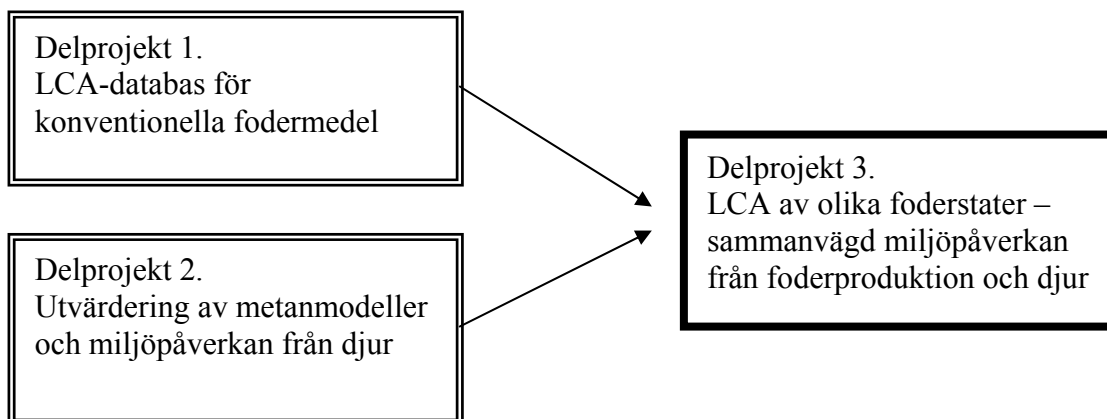 Delprojekt 1.
LCA-databas för
konventionella fodermedel
Delprojekt 2.
Utvärdering av metanmodeller
och miljöpåverkan från djur
Delprojekt 3.
LCA av olika foderstater –
sammanvägd miljöpåverkan
från foderproduktion och djur